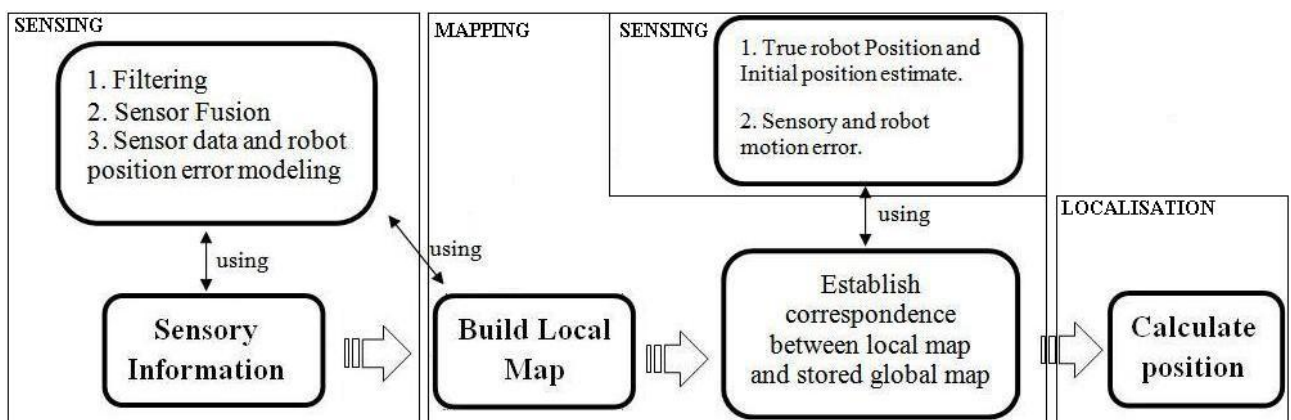 SENSING
1. Filtering
2. Sensor Fusion
3. Sensor data and robot
position error modeling
using
Sensory
Information
MAPPING
using
Build Local
Map
SENSING
1. True robot Position and
Initial position estimate.
2. Sensory and robot
motion error.
using
Establish
correspondence
between local map
and stored global map
LOCALISATION
Calculate
position